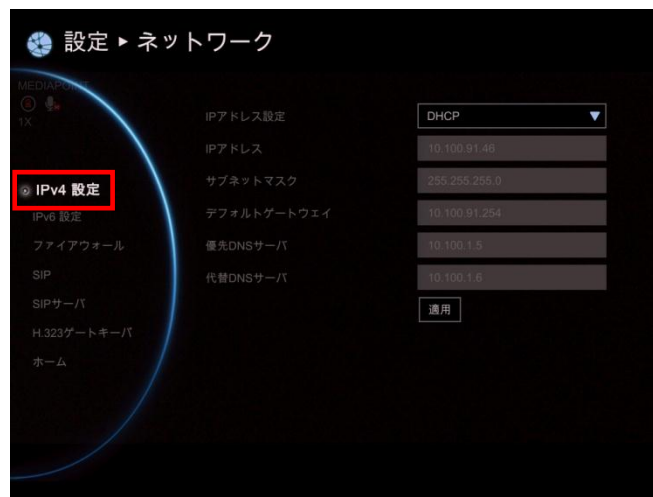 設定 ▸ ネットワーク
MEDIAPOINT
1X
IPv4 設定
IPv6 設定
ファイアウォール
SIP
SIPサーバ
H.323ゲートキーパ
ホーム
IPアドレス設定 DHCP
IPアドレス 10.100.91.46
サブネットマスク 255.255.255.0
デフォルトゲートウェイ 10.100.91.254
優先DNSサーバ 10.100.1.5
代替DNSサーバ 10.100.1.6
適用